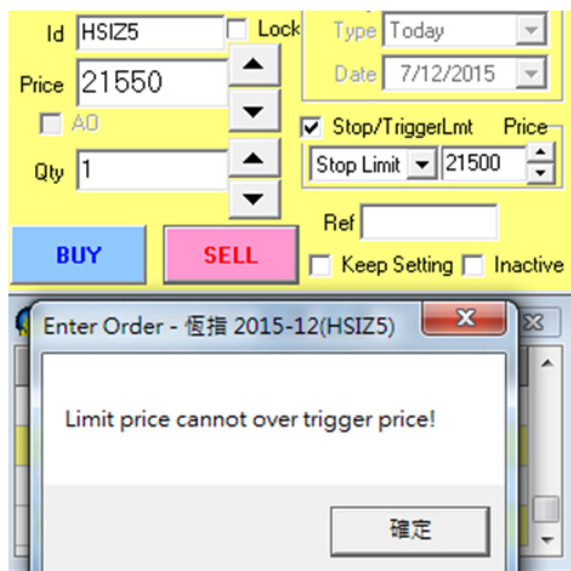 Id HSIZ5 Lock
Type Today
Price 21550
Date 7/12/2015
AO
Stop/TriggerLmt Price
Qty 1
Stop Limit 21500
Ref
BUY SELL
Keep Setting Inactive
Enter Order - 恆指 2015-12(HSIZ5)
Limit price cannot over trigger price!
確定